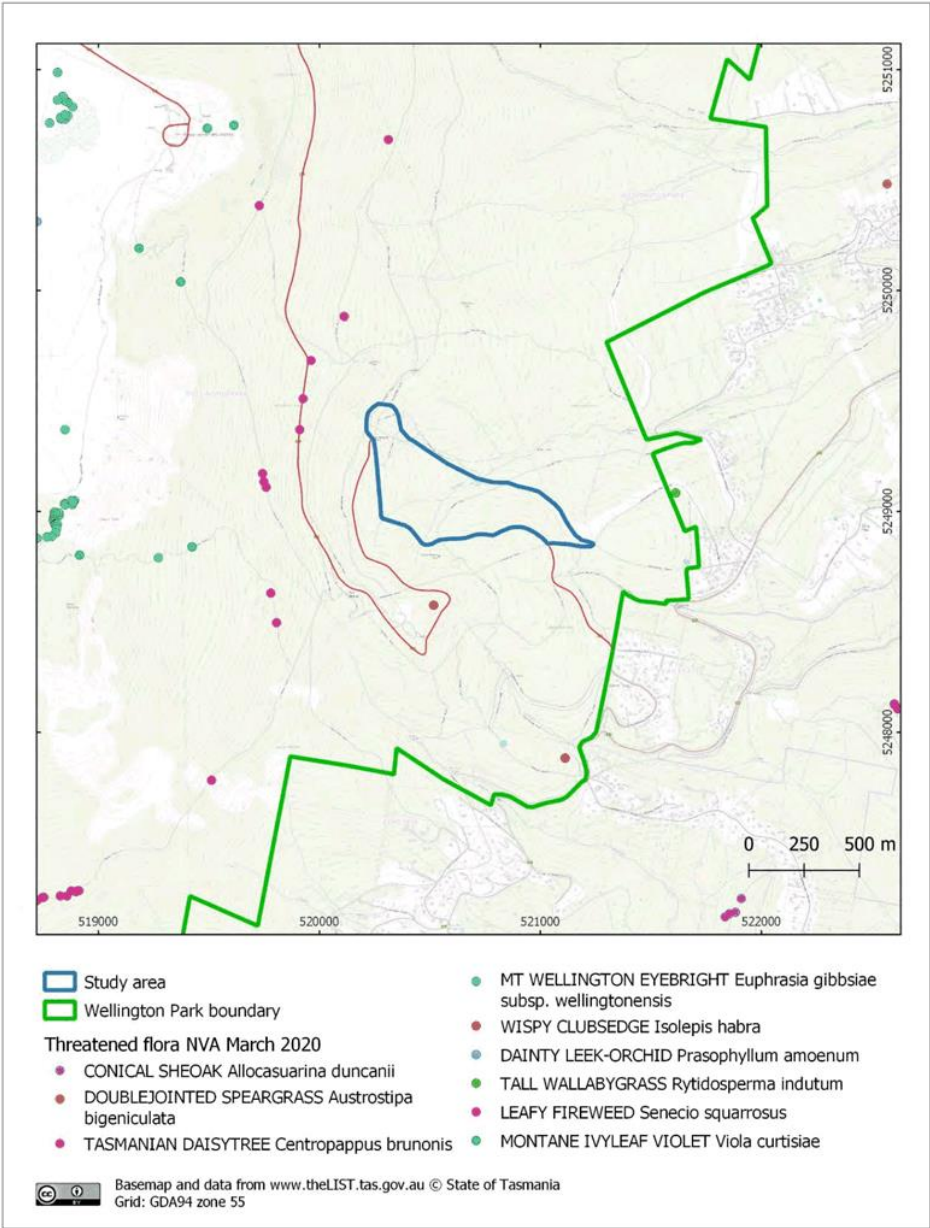 5251000
5250000
5249000
5248000
0 250 500 m
519000
520000
521000
522000
Study area
Wellington Park boundary
Threatened flora NVA March 2020
CONICAL SHEOAK Allocasuarina duncanii
DOUBLEJOINTED SPEARGRASS Austrostipa
bigeniculata
TASMANIAN DAISYTREE Centropappus brunonis
MT WELLINGTON EYEBRIGHT Euphrasia gibbsiae
subsp. wellingtonensis
WISPY CLUBSEDGE Isolepis habra
DAINTY LEEK-ORCHID Prasophyllum amoenum
TALL WALLABYGRASS Rytidosperma indutum
LEAFY FIREWEED Senecio squarrosus
MONTANE IVYLEAF VIOLET Viola curtisiae
cc BY
Basemap and data from www.theLIST.tas.gov.au © State of Tasmania
Grid: GDA94 zone 55